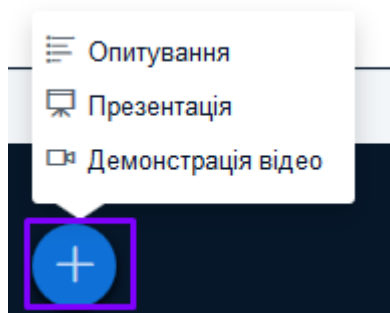 Опитування
Презентація
Демонстрація відео